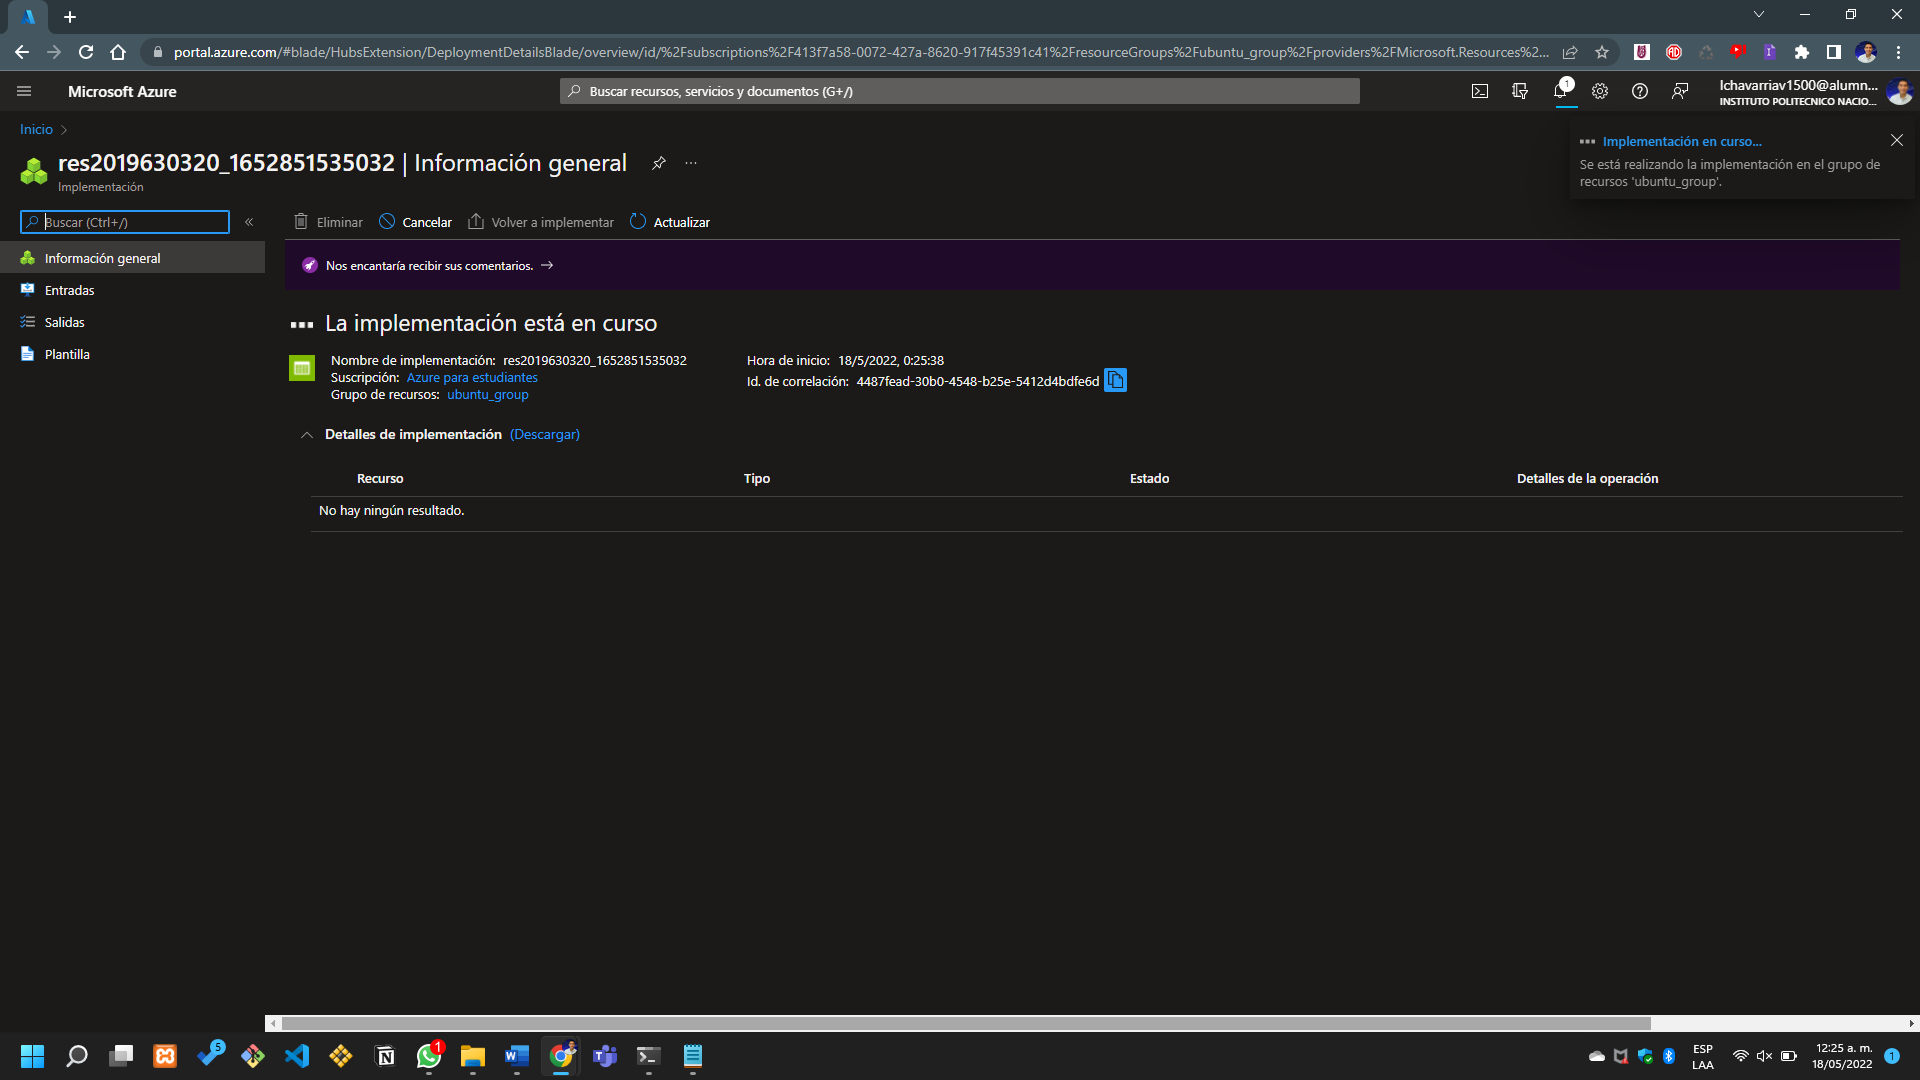 portal.azure.com/#blade/HubsExtension/DeploymentDetailsBlade/overview/id/%2Fsubscriptions%2F413f7a58-0072-427a-8620-917f45391c41%2FresourceGroups%2Fubuntu_group%2Fproviders%2FMicrosoft.Resources%2...
Microsoft Azure
Buscar recursos, servicios y documentos (G+/)
1
lchavarriav1500@alumn...
INSTITUTO POLITECNICO NACIO...
Inicio
Implementación en curso...
Se está realizando la implementación en el grupo de
recursos 'ubuntu_group'.
res2019630320_1652851535032 | Información general
Implementación
Buscar (Ctrl+/)
Eliminar
Cancelar
Volver a implementar
Actualizar
Información general
Entradas
Salidas
Plantilla
Nos encantaría recibir sus comentarios.
La implementación está en curso
Nombre de implementación: res2019630320_1652851535032
Suscripción: Azure para estudiantes
Grupo de recursos: ubuntu_group
Hora de inicio: 18/5/2022, 0:25:38
Id. de correlación: 4487fead-30b0-4548-b25e-5412d4bdfe6d
Detalles de implementación (Descargar)
Recurso Tipo Estado Detalles de la operación
No hay ningún resultado.
5
1
ESP
LAA
12:25 a. m.
18/05/2022
1